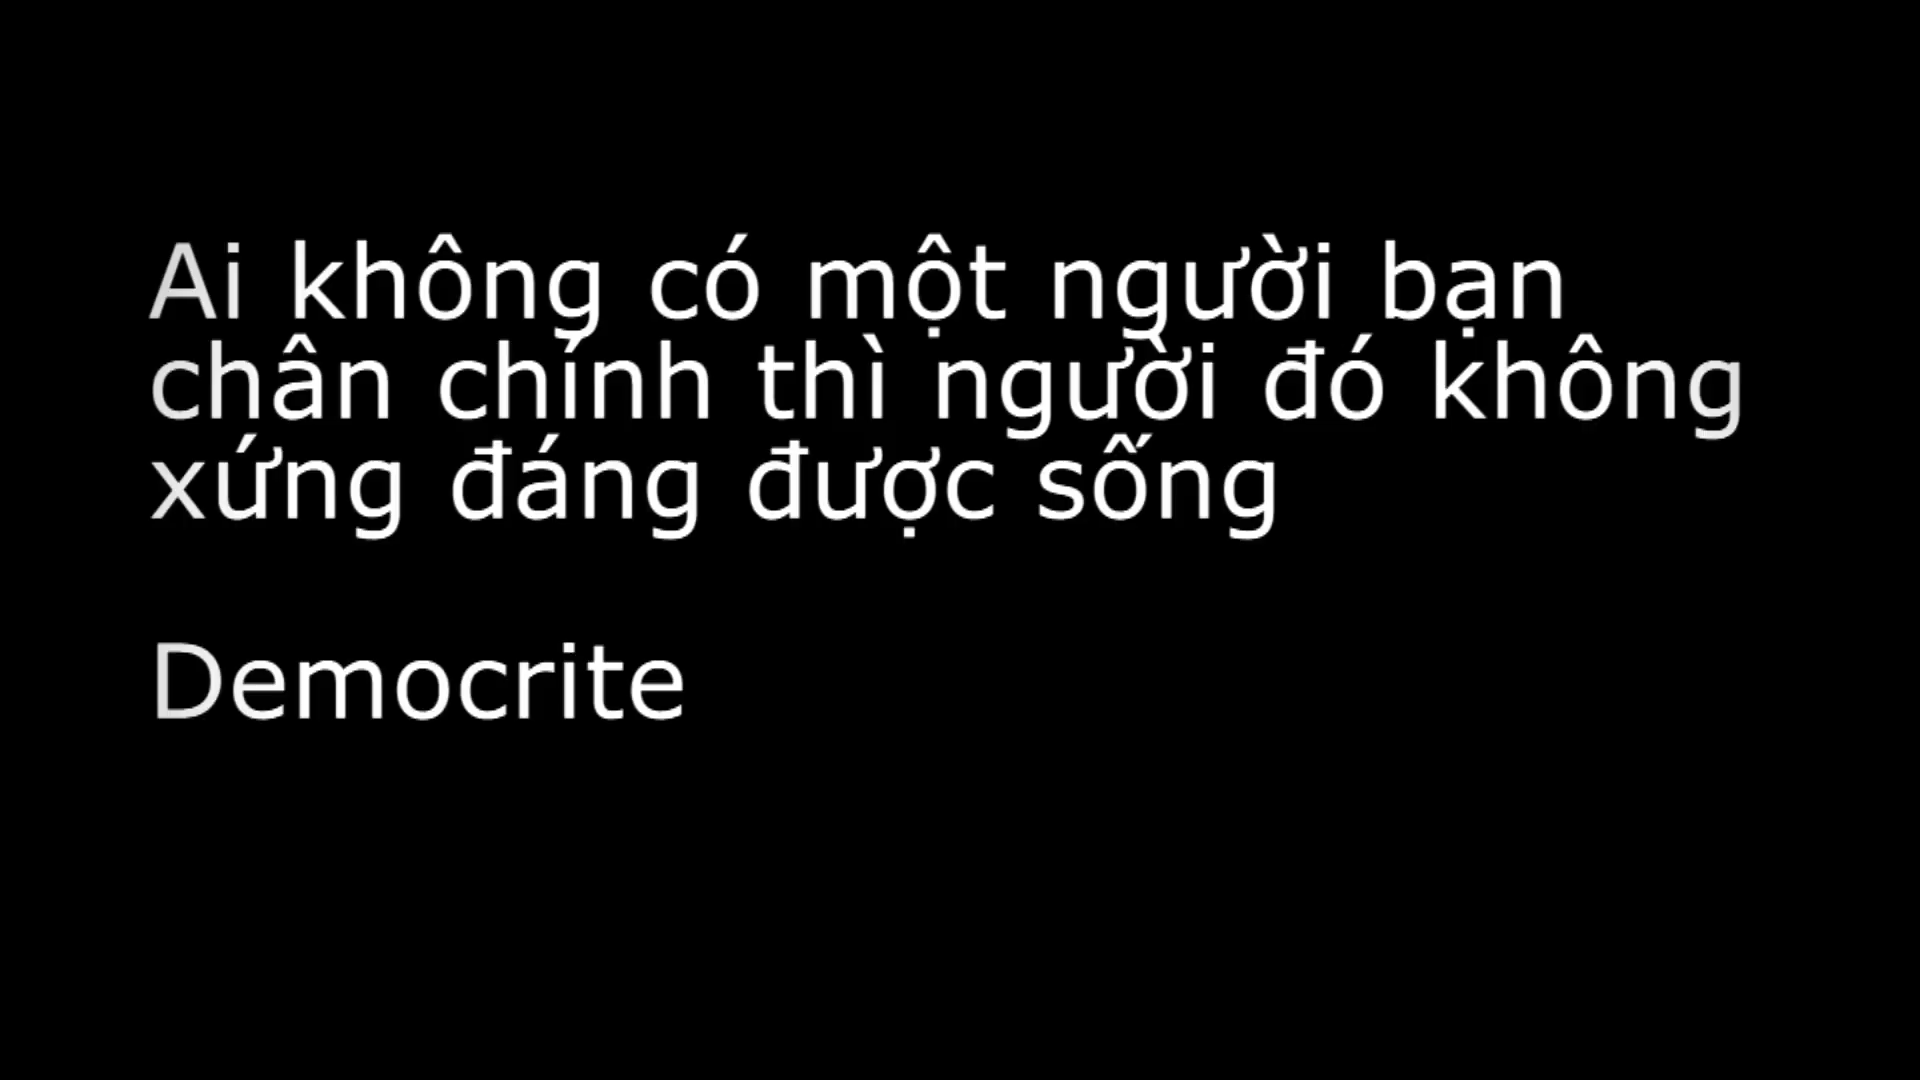 Ai không có một người bạn
chân chính thì người đó không
xứng đáng được sống
Democrite